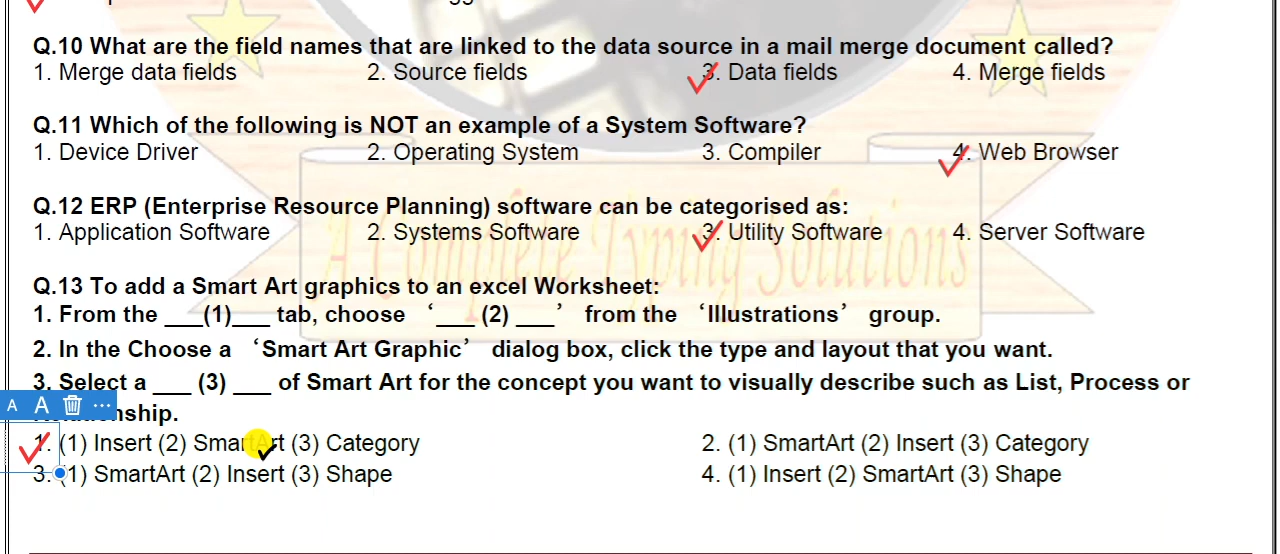 Q.10 What are the field names that are linked to the data source in a mail merge document called?
1. Merge data fields 2. Source fields 3. Data fields 4. Merge fields
Q.11 Which of the following is NOT an example of a System Software?
1. Device Driver 2. Operating System 3. Compiler 4. Web Browser
Q.12 ERP (Enterprise Resource Planning) software can be categorised as:
1. Application Software 2. Systems Software 3. Utility Software 4. Server Software
A Complete Typing Solutions
Q.13 To add a Smart Art graphics to an excel Worksheet:
1. From the ___(1)___ tab, choose ‘___ (2) ___’ from the ‘Illustrations’ group.
2. In the Choose a ‘Smart Art Graphic’ dialog box, click the type and layout that you want.
3. Select a ___ (3) ___ of Smart Art for the concept you want to visually describe such as List, Process or
A A ...
1. (1) Insert (2) SmartArt (3) Category 2. (1) SmartArt (2) Insert (3) Category
3. (1) SmartArt (2) Insert (3) Shape 4. (1) Insert (2) SmartArt (3) Shape